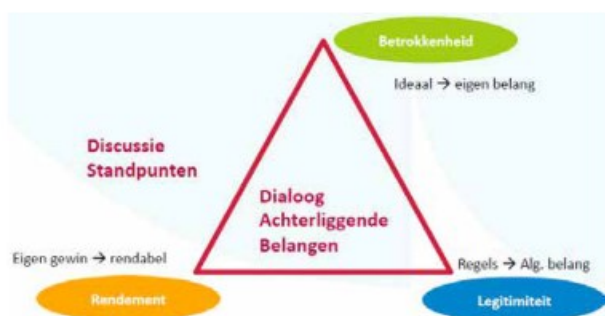 Betrokkenheid
Ideaal → eigen belang
Discussie
Standpunten
Dialoog
Achterliggende
Belangen
Eigen gewin → rendabel
Regels → Alg. belang
Rendement
Legitimiteit